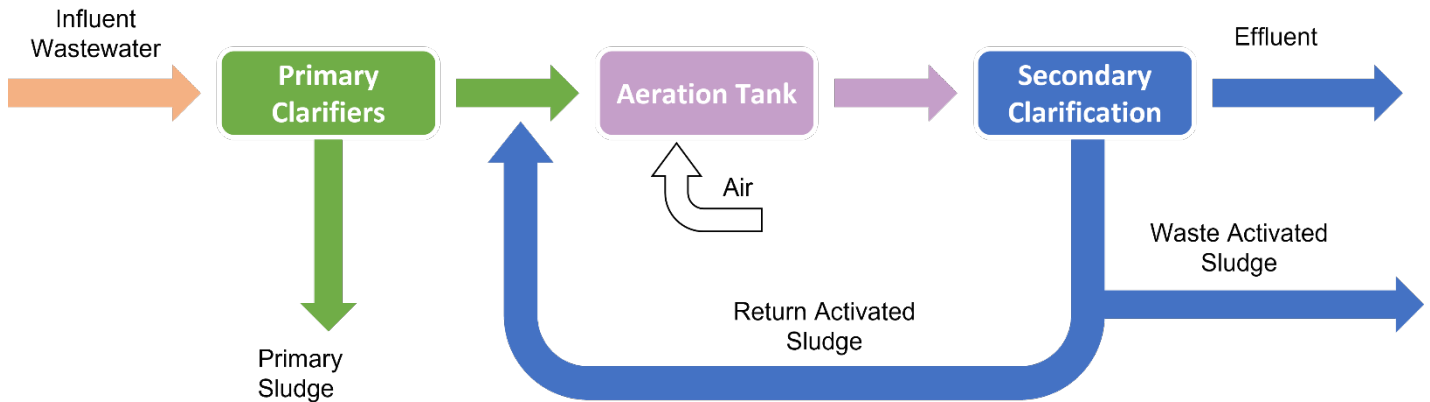 Influent
Wastewater
Primary
Clarifiers
Aeration Tank
Secondary
Clarification
Effluent
Air
Waste Activated
Sludge
Return Activated
Sludge
Primary
Sludge